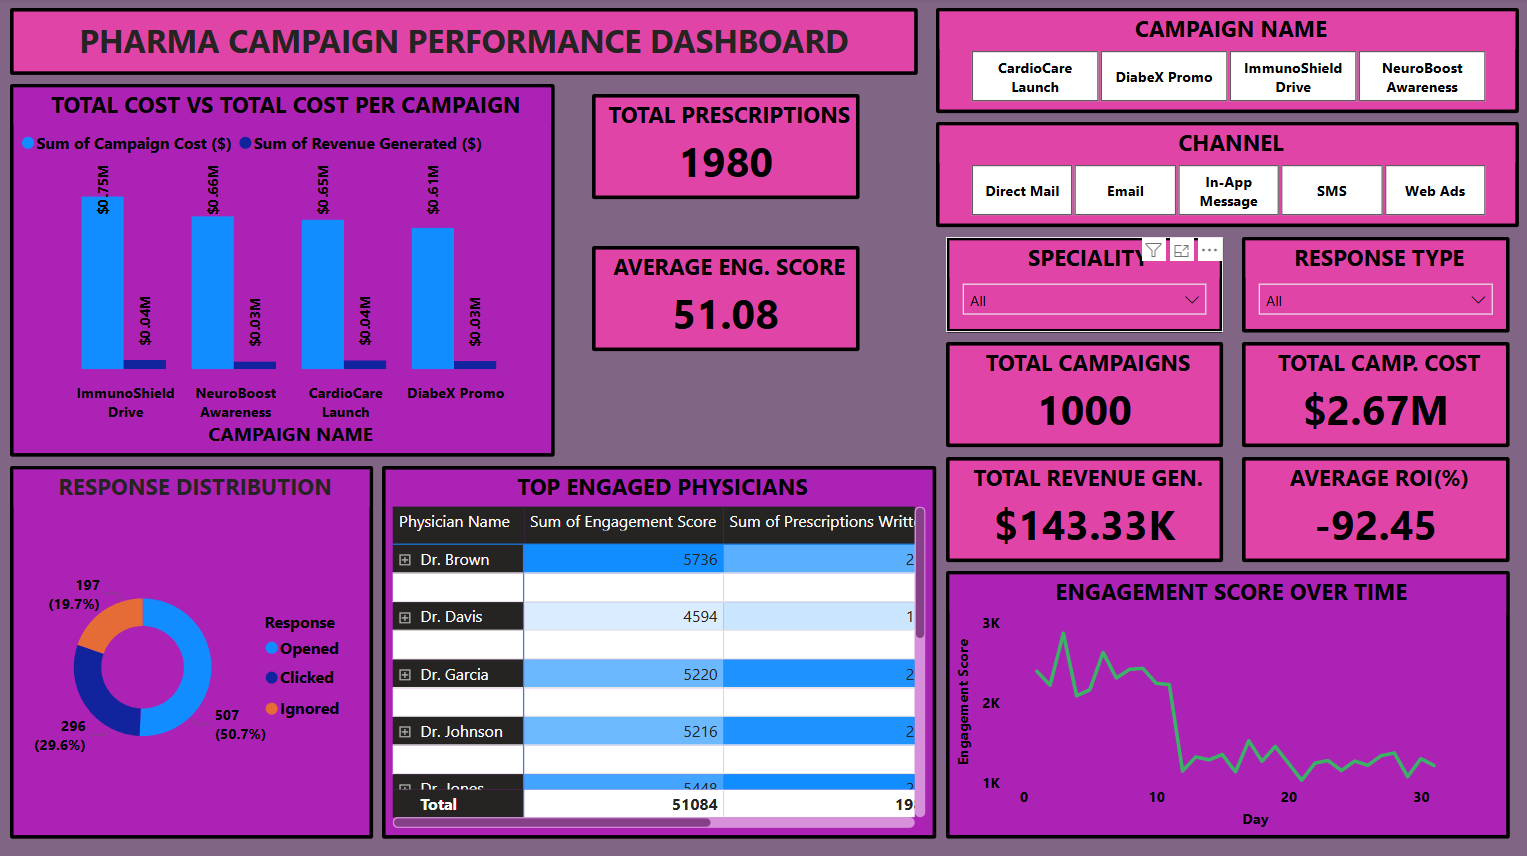 PHARMA CAMPAIGN PERFORMANCE DASHBOARD
CAMPAIGN NAME
CardioCare
Launch
DiabeX Promo
ImmunoShield
Drive
NeuroBoost
Awareness
CHANNEL
Direct Mail
Email
In-App
Message
SMS
Web Ads
TOTAL COST VS TOTAL COST PER CAMPAIGN
Sum of Campaign Cost ($)
Sum of Revenue Generated ($)
$0.75M
$0.04M
$0.66M
$0.03M
$0.65M
$0.04M
$0.61M
$0.03M
ImmunoShield
Drive
NeuroBoost
Awareness
CardioCare
Launch
DiabeX Promo
CAMPAIGN NAME
TOTAL PRESCRIPTIONS
1980
AVERAGE ENG. SCORE
51.08
SPECIALITY
All
RESPONSE TYPE
All
TOTAL CAMPAIGNS
1000
TOTAL CAMP. COST
$2.67M
TOTAL REVENUE GEN.
$143.33K
AVERAGE ROI(%)
-92.45
RESPONSE DISTRIBUTION
197
(19.7%)
296
(29.6%)
507
(50.7%)
Response
Opened
Clicked
Ignored
TOP ENGAGED PHYSICIANS
Physician Name Sum of Engagement Score Sum of Prescriptions Writt
Dr. Brown 5736 2
Dr. Davis 4594 1
Dr. Garcia 5220 2
Dr. Johnson 5216 2
Dr. Jones 5448 2
Total 51084 198
ENGAGEMENT SCORE OVER TIME
Engagement Score
3K
2K
1K
0 10 20 30
Day